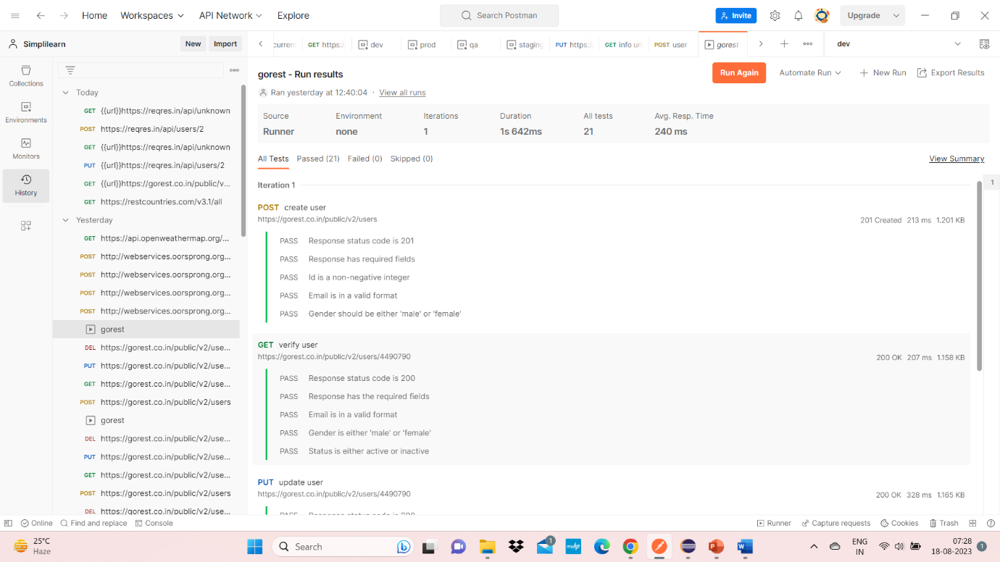 Home Workspaces API Network Explore Search Postman Invite Upgrade
Simplilearn New Import curren GET https:/ dev prod qa staging PUT https:/ GET info un POST user gorest dev
Collections
Environments
Monitors
History
Today
GET {{url}}https://reqres.in/api/unknown
POST https://reqres.in/api/users/2
GET {{url}}https://reqres.in/api/unknown
PUT {{url}}https://reqres.in/api/users/2
GET {{url}}https://gorest.co.in/public/v...
GET https://restcountries.com/v3.1/all
Yesterday
GET https://api.openweathermap.org/...
POST http://webservices.oorsprong.org...
POST http://webservices.oorsprong.org...
POST http://webservices.oorsprong.org...
POST http://webservices.oorsprong.org...
gorest
DEL https://gorest.co.in/public/v2/use...
PUT https://gorest.co.in/public/v2/use...
GET https://gorest.co.in/public/v2/use...
POST https://gorest.co.in/public/v2/users
gorest
DEL https://gorest.co.in/public/v2/use...
PUT https://gorest.co.in/public/v2/use...
GET https://gorest.co.in/public/v2/use...
POST https://gorest.co.in/public/v2/users
DEL https://gorest.co.in/public/v2/use...
gorest - Run results Run Again Automate Run New Run Export Results
Ran yesterday at 12:40:04 · View all runs
Source Environment Iterations Duration All tests Avg. Resp. Time
Runner none 1 1s 642ms 21 240 ms
All Tests Passed (21) Failed (0) Skipped (0) View Summary
Iteration 1 1
POST create user
https://gorest.co.in/public/v2/users 201 Created 213 ms 1.201 KB
PASS Response status code is 201
PASS Response has required fields
PASS Id is a non-negative integer
PASS Email is in a valid format
PASS Gender should be either 'male' or 'female'
GET verify user
https://gorest.co.in/public/v2/users/4490790 200 OK 207 ms 1.158 KB
PASS Response status code is 200
PASS Response has the required fields
PASS Email is in a valid format
PASS Gender is either 'male' or 'female'
PASS Status is either active or inactive
PUT update user
https://gorest.co.in/public/v2/users/4490790 200 OK 328 ms 1.165 KB
PASS Response status code is 200
Online Find and replace Console Runner Capture requests Cookies Trash
25°C
Haze
Search
1
myhp
ENG
IN
07:28
18-08-2023
1